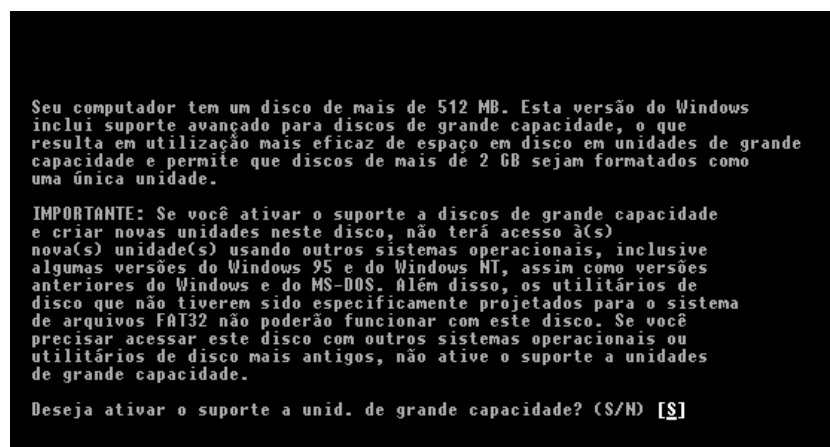 Seu computador tem um disco de mais de 512 MB. Esta versão do Windows
inclui suporte avançado para discos de grande capacidade, o que
resulta em utilização mais eficaz de espaço em disco em unidades de grande
capacidade e permite que discos de mais de 2 GB sejam formatados como
uma única unidade.
IMPORTANTE: Se você ativar o suporte a discos de grande capacidade
e criar novas unidades neste disco, não terá acesso à(s)
nova(s) unidade(s) usando outros sistemas operacionais, inclusive
algumas versões do Windows 95 e do Windows NT, assim como versões
anteriores do Windows e do MS-DOS. Além disso, os utilitários de
disco que não tiverem sido especificamente projetados para o sistema
de arquivos FAT32 não poderão funcionar com este disco. Se você
precisar acessar este disco com outros sistemas operacionais ou
utilitários de disco mais antigos, não ative o suporte a unidades
de grande capacidade.
Deseja ativar o suporte a unid. de grande capacidade? (S/N) [S]